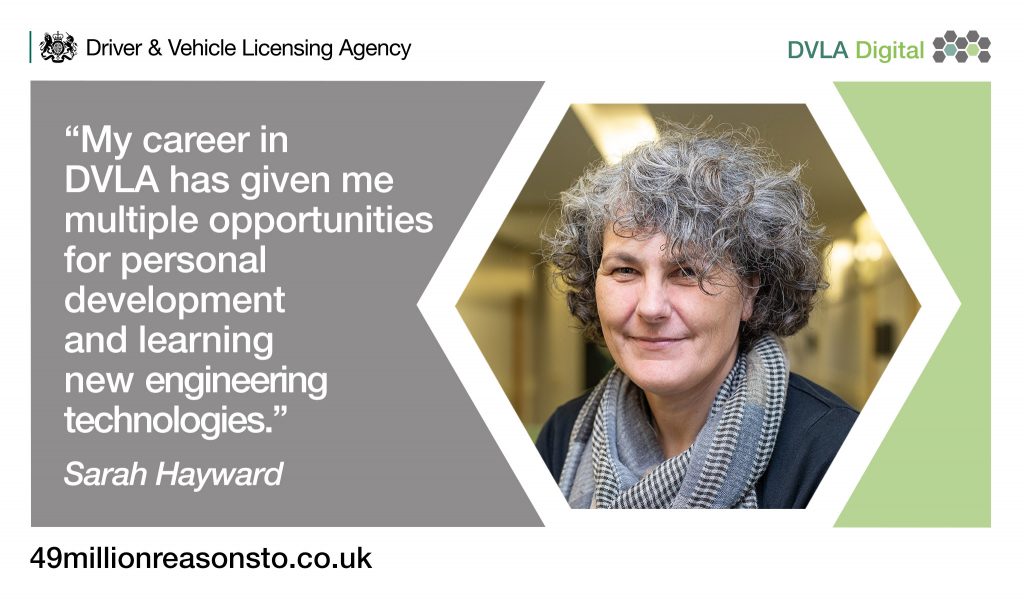 Driver & Vehicle Licensing Agency
DVLA Digital
“My career in
DVLA has given me
multiple opportunities
for personal
development
and learning
new engineering
technologies.”
Sarah Hayward
49millionreasonsto.co.uk